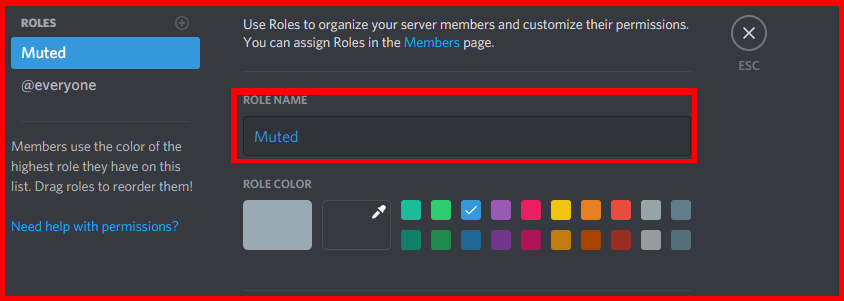 ROLES
Muted
@everyone
Members use the color of the
highest role they have on this
list. Drag roles to reorder them!
Need help with permissions?
Use Roles to organize your server members and customize their permissions.
You can assign Roles in the Members page.
ROLE NAME
Muted
ROLE COLOR
ESC